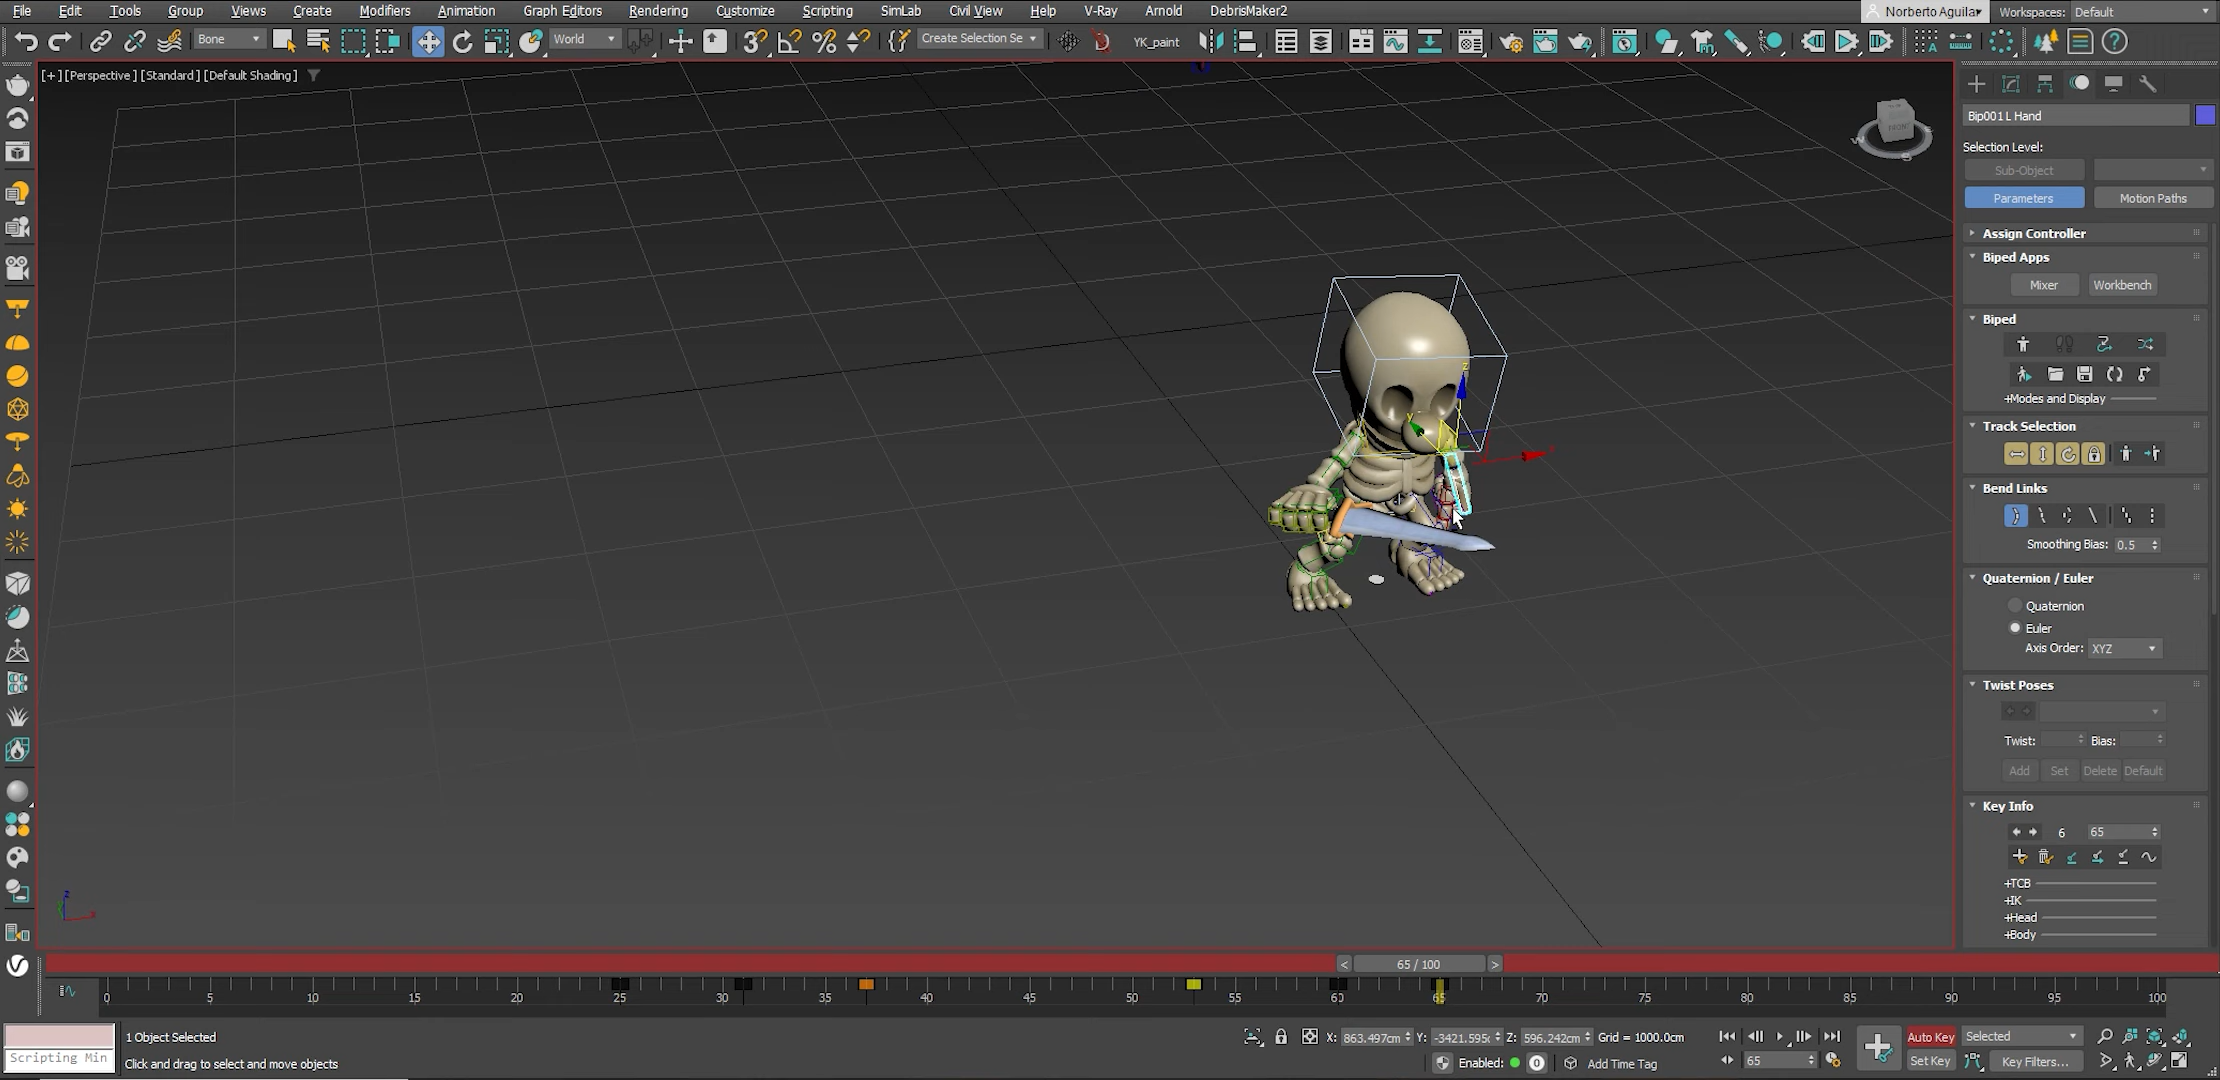 File Edit Tools Group Views Create Modifiers Animation Graph Editors Rendering Customize Scripting SimLab Civil View Help V-Ray Arnold DebrisMaker2 Norberto Aguilar Workspaces: Default
Bone World Create Selection Se YK_paint
[+] [Perspective] [Standard] [Default Shading]
Bip001 L Hand
Selection Level:
Sub-Object
Parameters Motion Paths
Assign Controller
Biped Apps
Mixer Workbench
Biped
+Modes and Display
Track Selection
Bend Links
Smoothing Bias: 0.5
Quaternion / Euler
Quaternion
Euler
Axis Order: XYZ
Twist Poses
Twist: Bias:
Add Set Delete Default
Key Info
6 65
+TCB
+IK
+Head
+Body
FRONT
z
y
z
x
< 65 / 100 >
0 5 10 15 20 25 30 35 40 45 50 55 60 65 70 75 80 85 90 95 100
Scripting Min
1 Object Selected
Click and drag to select and move objects
X: 863.497cm Y: -3421.595 Z: 596.242cm Grid = 1000.0cm
Enabled: 0 Add Time Tag
65
Auto Key Selected
Set Key Key Filters...